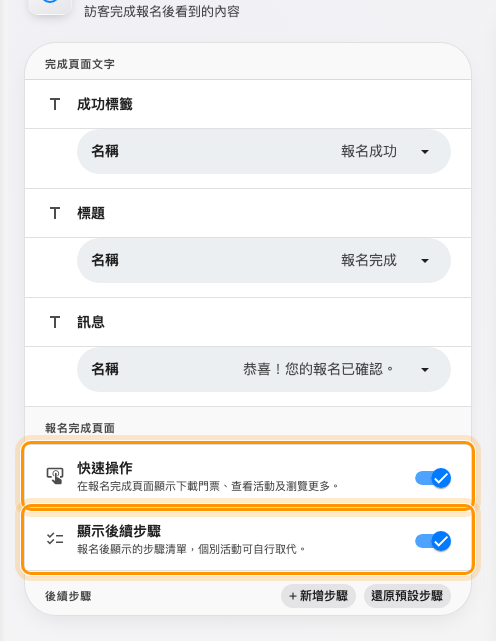 訪客完成報名後看到的內容
完成頁面文字
成功標籤
名稱 報名成功
標題
名稱 報名完成
訊息
名稱 恭喜！您的報名已確認。
報名完成頁面
快速操作
在報名完成頁面顯示下載門票、查看活動及瀏覽更多。
顯示後續步驟
報名後顯示的步驟清單，個別活動可自行取代。
後續步驟 + 新增步驟 還原預設步驟